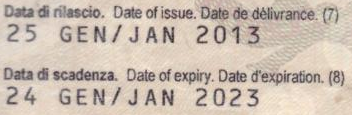 Data di rilascio. Date of issue. Date de délivrance. (7)
25 GEN/JAN 2013
Data di scadenza. Date of expiry. Date d'expiration. (8)
24 GEN/JAN 2023